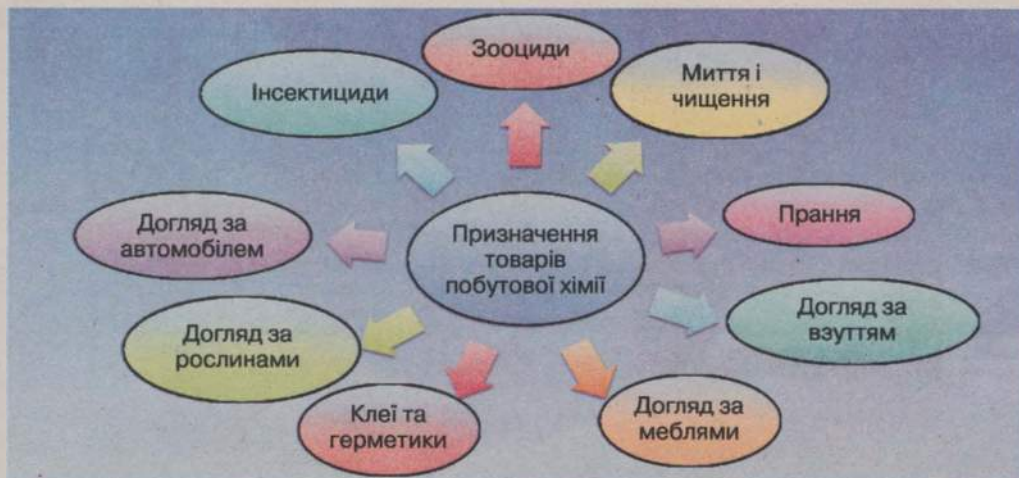 Зооциди
Інсектициди
Миття і
чищення
Догляд за
автомобілем
Призначення
товарів
побутової хімії
Прання
Догляд за
рослинами
Догляд за
взуттям
Клеї та
герметики
Догляд за
меблями